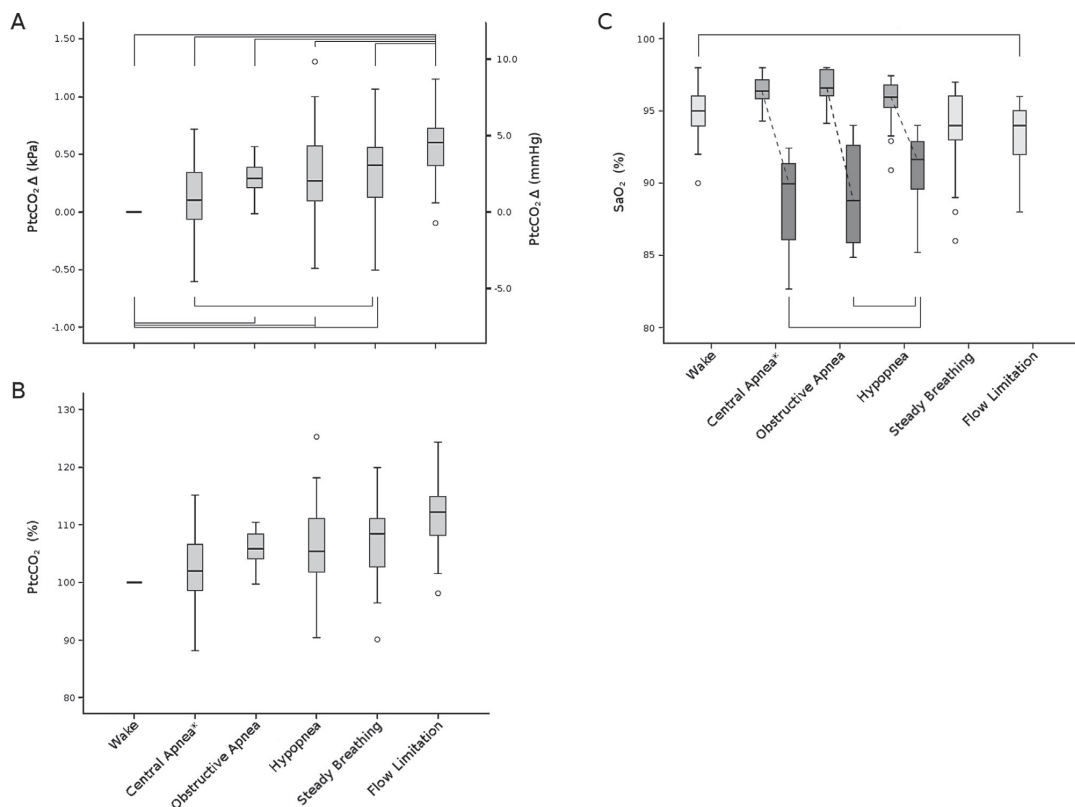 A
1.50
1.00
0.50
0.00
-0.50
-1.00
PtcCO₂ Δ (kPa)
10.0
5.0
0.0
-5.0
PtcCO₂ Δ (mmHg)
C
100
95
90
85
80
SaO₂ (%)
Wake
Central Apnea*
Obstructive Apnea
Hypopnea
Steady Breathing
Flow Limitation
B
130
120
110
100
90
80
PtcCO₂ (%)
Wake
Central Apnea*
Obstructive Apnea
Hypopnea
Steady Breathing
Flow Limitation